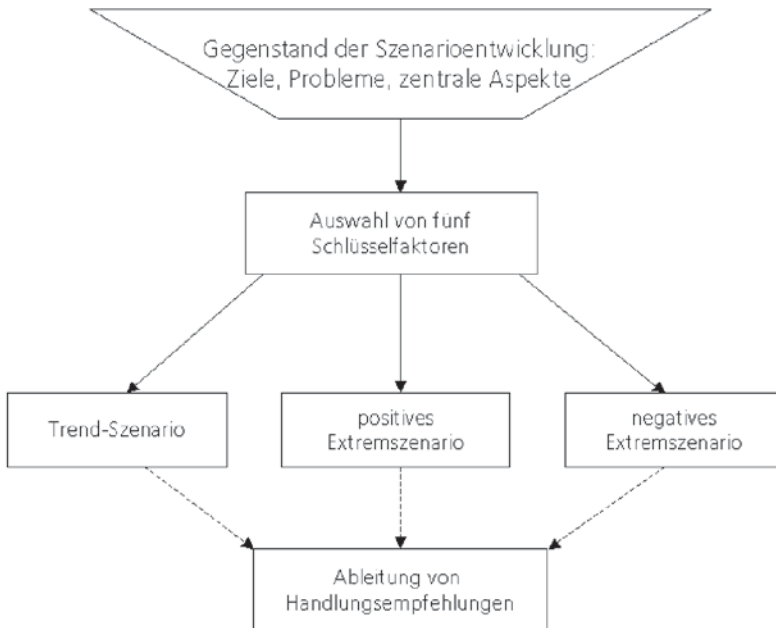 Gegenstand der Szenarioentwicklung:
Ziele, Probleme, zentrale Aspekte
Auswahl von fünf
Schlüsselfaktoren
Trend-Szenario
positives
Extremszenario
negatives
Extremszenario
Ableitung von
Handlungsempfehlungen